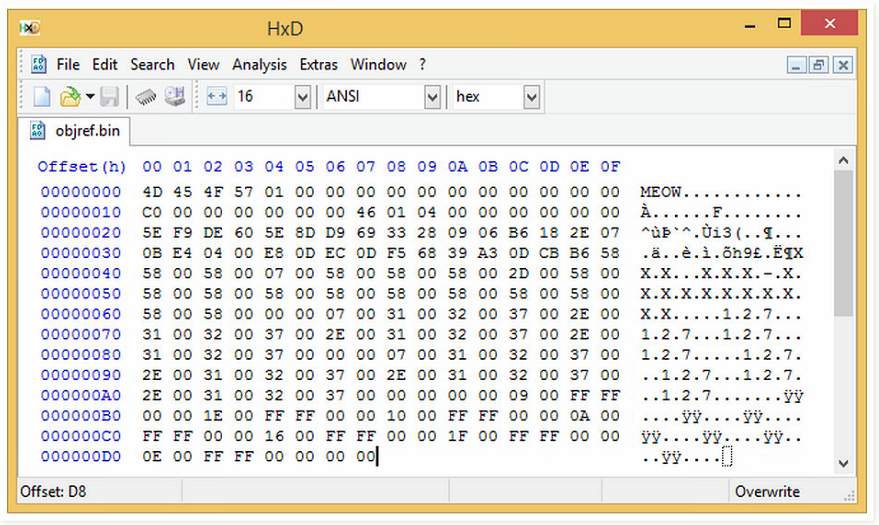 HxD
File Edit Search View Analysis Extras Window ?
16 ANSI hex
objref.bin
Offset(h) 00 01 02 03 04 05 06 07 08 09 0A 0B 0C 0D 0E 0F
00000000 4D 45 4F 57 01 00 00 00 00 00 00 00 00 00 00 00 MEOW............
00000010 C0 00 00 00 00 00 00 46 01 04 00 00 00 00 00 00 À......F........
00000020 5E F9 DE 60 5E 8D D9 69 33 28 09 06 B6 18 2E 07 ^ùÞ`^.Ùi3(..¶...
00000030 0B E4 04 00 E8 0D EC 0D F5 68 39 A3 0D CB B6 58 .ä..è.ì.õh9£.Ë¶X
00000040 58 00 58 00 07 00 58 00 58 00 58 00 2D 00 58 00 X.X...X.X.X.-.X.
00000050 58 00 58 00 58 00 58 00 58 00 58 00 58 00 58 00 X.X.X.X.X.X.X.
00000060 58 00 58 00 00 00 07 00 31 00 32 00 37 00 2E 00 X.X.....1.2.7...
00000070 31 00 32 00 37 00 2E 00 31 00 32 00 37 00 2E 00 1.2.7...1.2.7...
00000080 31 00 32 00 37 00 00 00 07 00 31 00 32 00 37 00 1.2.7.....1.2.7.
00000090 2E 00 31 00 32 00 37 00 2E 00 31 00 32 00 37 00 ..1.2.7...1.2.7.
000000A0 2E 00 31 00 32 00 37 00 00 00 00 00 09 00 FF FF ..1.2.7.......ÿÿ
000000B0 00 00 1E 00 FF FF 00 00 10 00 FF FF 00 00 0A 00 ....ÿÿ....ÿÿ....
000000C0 FF FF 00 00 16 00 FF FF 00 00 1F 00 FF FF 00 00 ÿÿ....ÿÿ....ÿÿ..
000000D0 0E 00 FF FF 00 00 00 00 ..ÿÿ....
Offset: D8 Overwrite